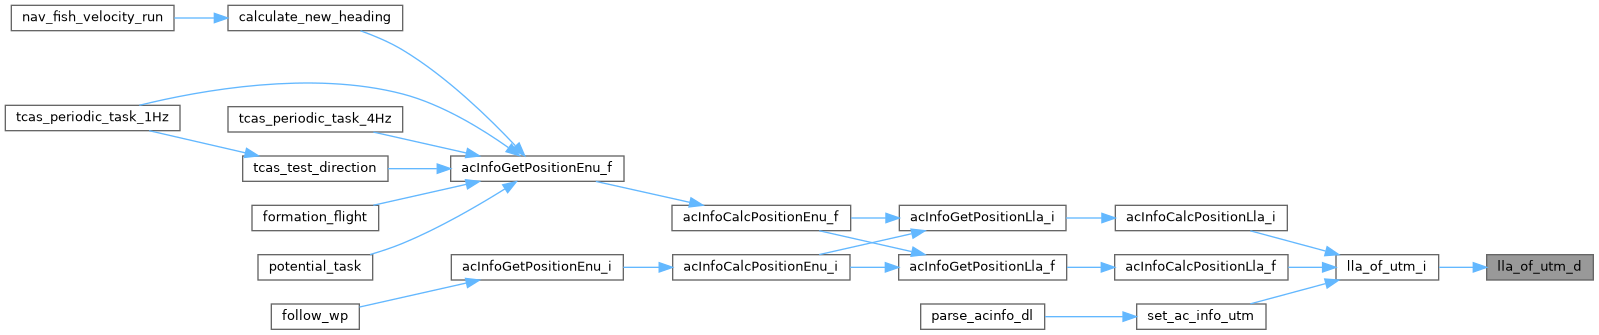 nav_fish_velocity_run
calculate_new_heading
tcas_periodic_task_1Hz
tcas_periodic_task_4Hz
tcas_test_direction
acInfoGetPositionEnu_f
formation_flight
acInfoCalcPositionEnu_f
acInfoGetPositionLla_i
acInfoCalcPositionLla_i
potential_task
acInfoGetPositionEnu_i
acInfoCalcPositionEnu_i
acInfoGetPositionLla_f
acInfoCalcPositionLla_f
lla_of_utm_i
lla_of_utm_d
follow_wp
parse_acinfo_dl
set_ac_info_utm